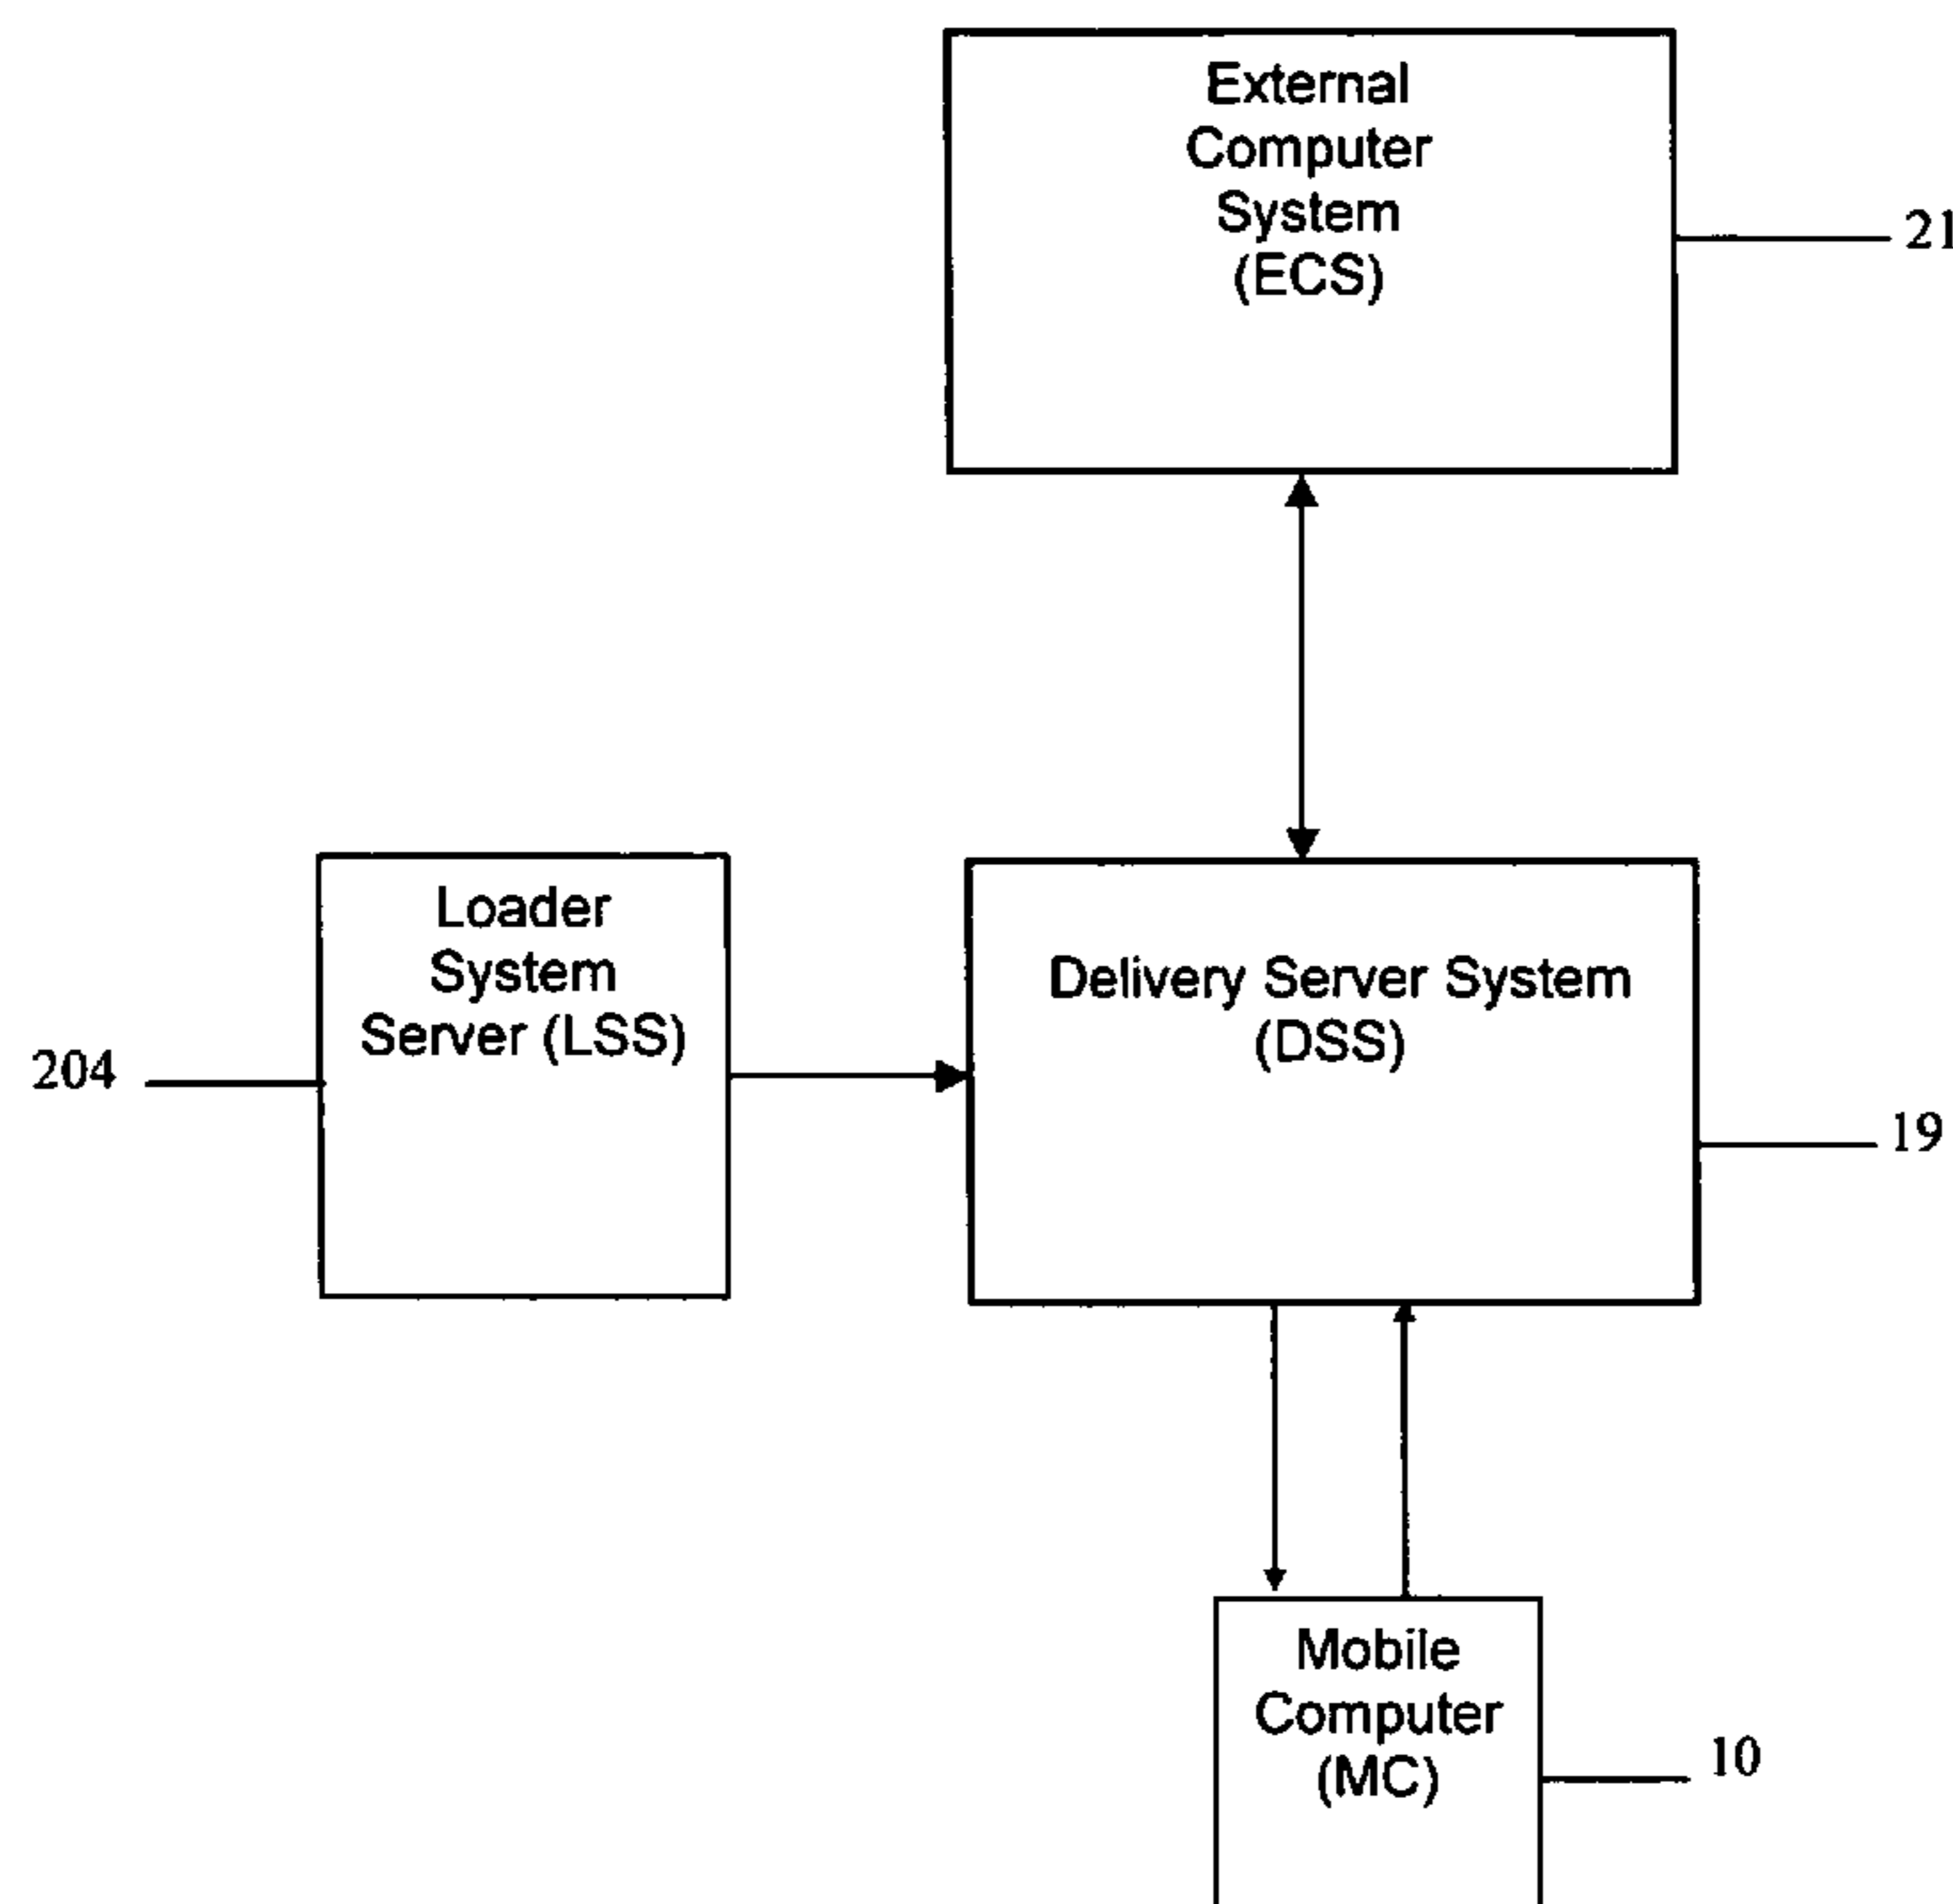 External
Computer
System
(ECS)
21
Loader
System
Server (LSS)
204
Delivery Server System
(DSS)
19
Mobile
Computer
(MC)
10